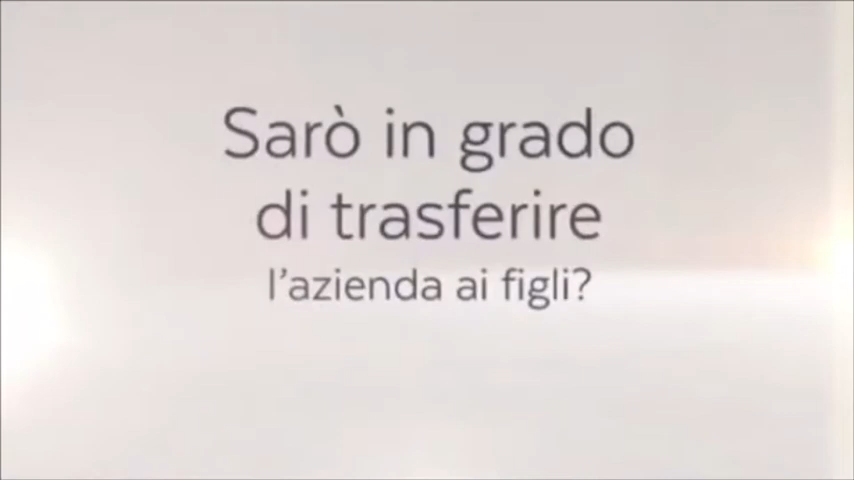 Sarò in grado
di trasferire
l'azienda ai figli?